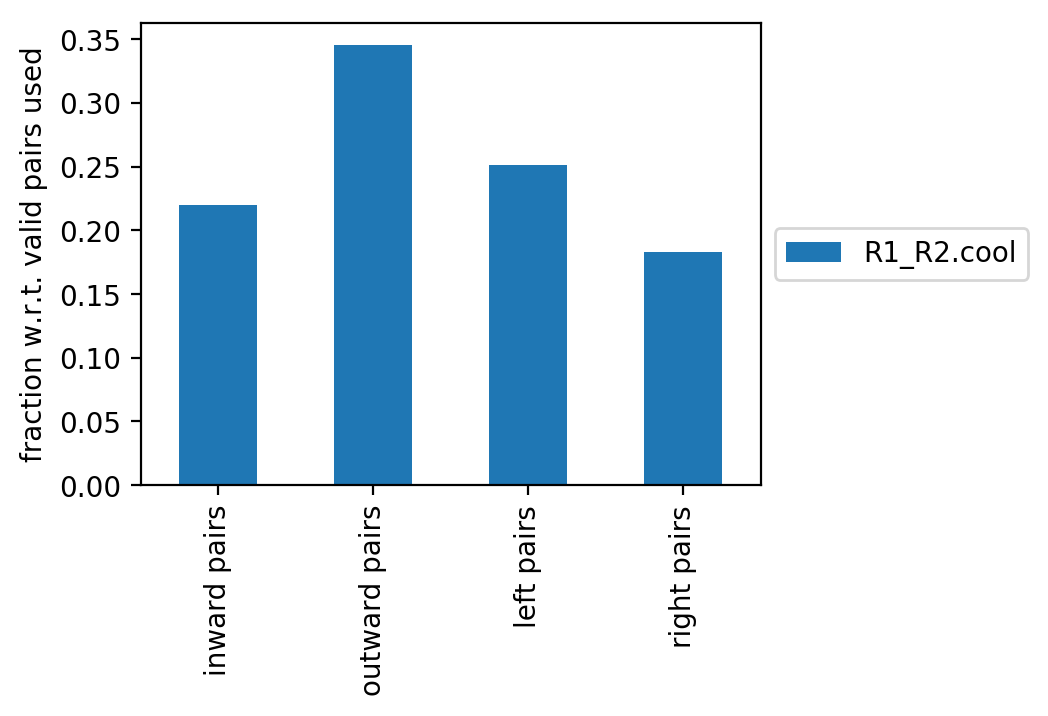 fraction w.r.t. valid pairs used
0.35
0.30
0.25
0.20
0.15
0.10
0.05
0.00
inward pairs
outward pairs
left pairs
right pairs
R1_R2.cool